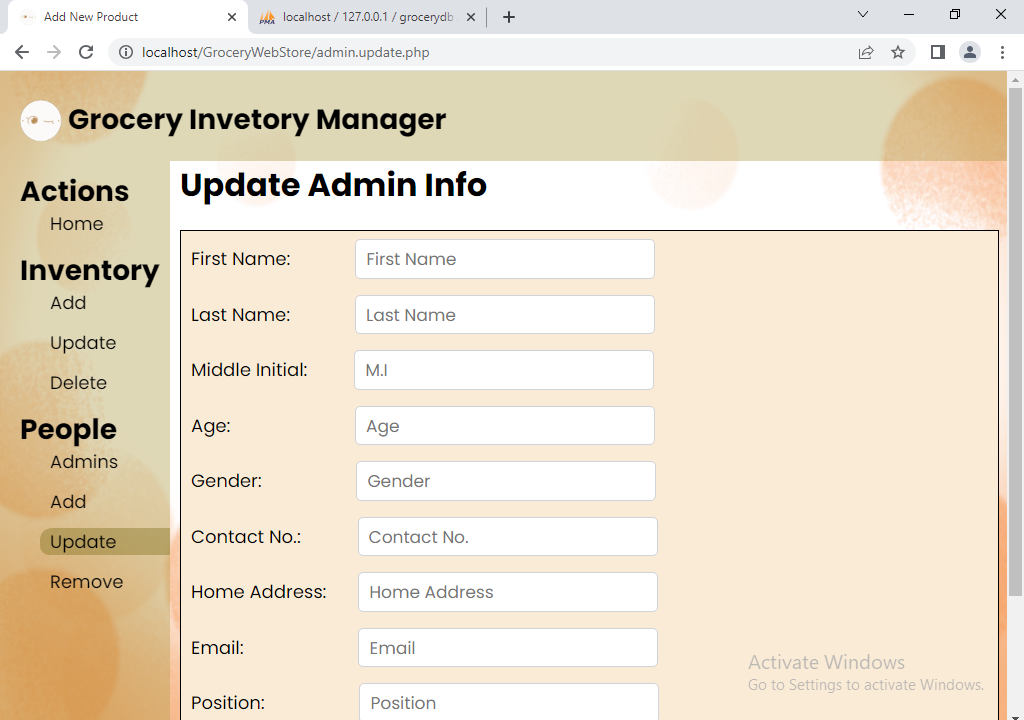 Add New Product
PMA
localhost / 127.0.0.1 / grocerydb
localhost/GroceryWebStore/admin.update.php
Grocery Invetory Manager
Actions
Home
Inventory
Add
Update
Delete
People
Admins
Add
Update
Remove
Update Admin Info
First Name: First Name
Last Name: Last Name
Middle Initial: M.I
Age: Age
Gender: Gender
Contact No.: Contact No.
Home Address: Home Address
Email: Email
Position: Position
Activate Windows
Go to Settings to activate Windows.